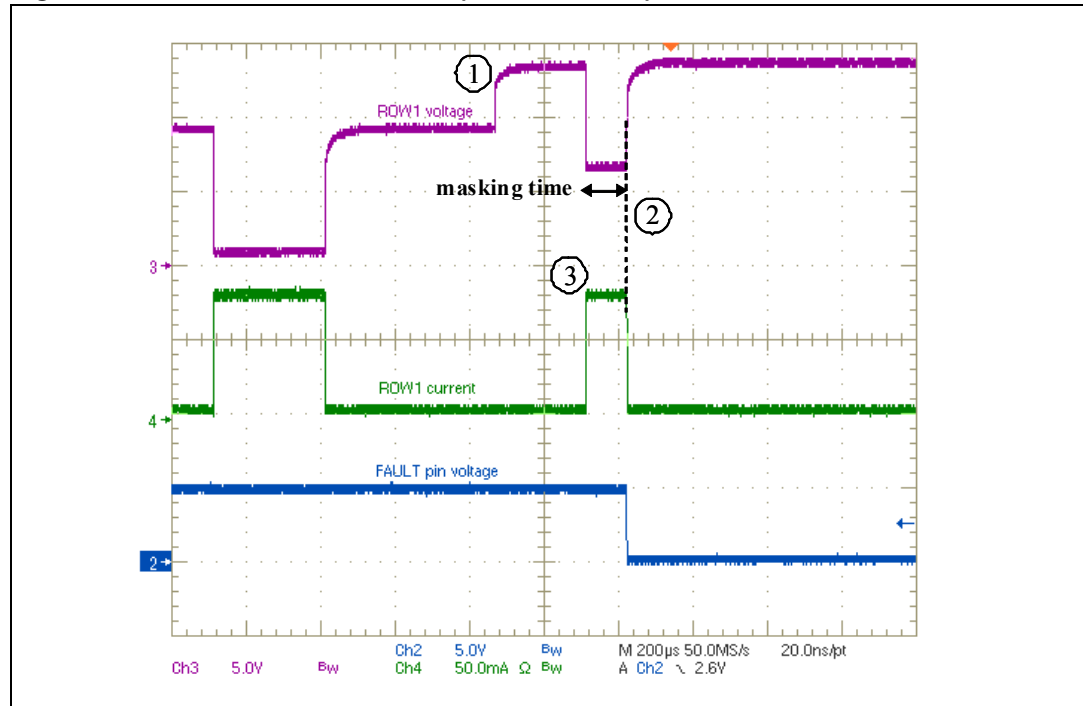 1
ROW1 voltage
masking time
2
3
3
ROW1 current
4
FAULT pin voltage
2
Ch2 5.0V Bw M 200µs 50.0MS/s 20.0ns/pt
Ch3 5.0V Bw Ch4 50.0mA Ω Bw A Ch2 \ 2.6V